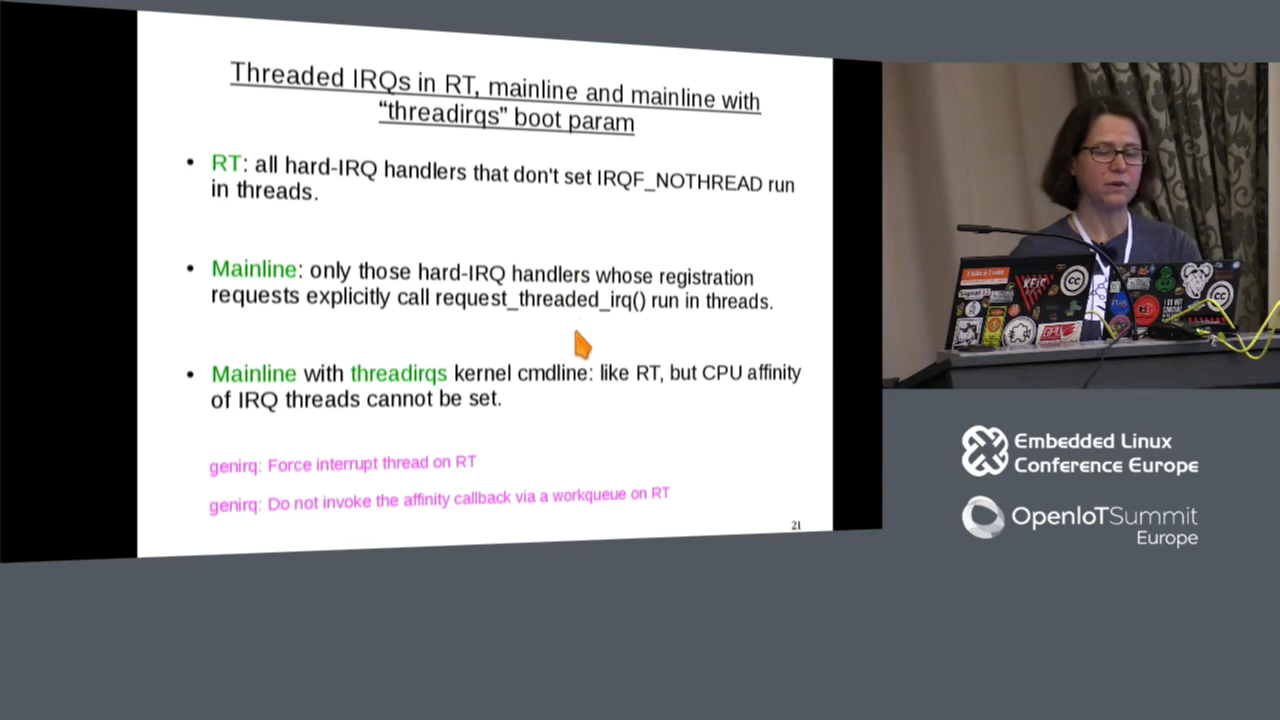 Threaded IRQs in RT, mainline and mainline with
“threadirqs” boot param
• RT: all hard-IRQ handlers that don't set IRQF_NOTHREAD run
in threads.
• Mainline: only those hard-IRQ handlers whose registration
requests explicitly call request_threaded_irq() run in threads.
• Mainline with threadirqs kernel cmdline: like RT, but CPU affinity
of IRQ threads cannot be set.
genirq: Force interrupt thread on RT
genirq: Do not invoke the affinity callback via a workqueue on RT
21
Embedded Linux
Conference Europe
OpenIoTSummit
Europe